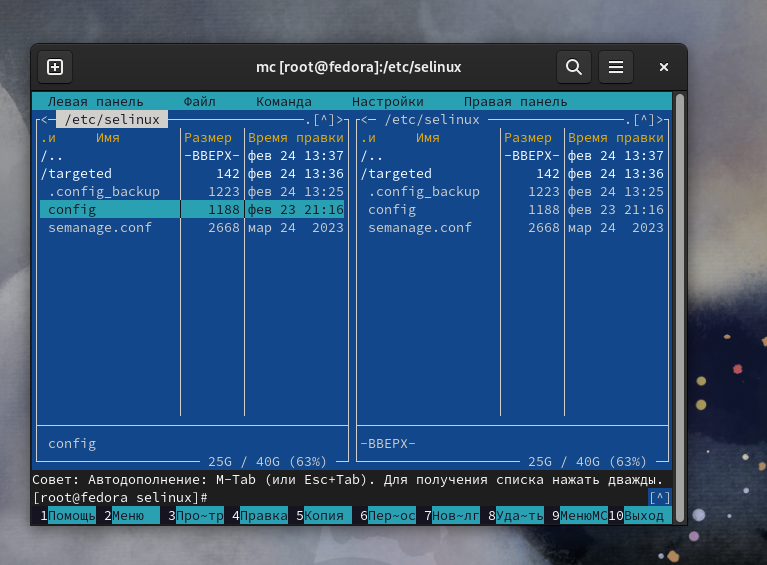 mc [root@fedora]:/etc/selinux
Левая панель Файл Команда Настройки Правая панель
<─ /etc/selinux ─.[^]>
.и Имя Размер Время правки
/.. -ВВЕРХ- фев 24 13:37
/targeted 142 фев 24 13:36
.config_backup 1223 фев 24 13:25
config 1188 фев 23 21:16
semanage.conf 2668 мар 24 2023
config
25G / 40G (63%)
<─ /etc/selinux ─.[^]>
.и Имя Размер Время правки
/.. -ВВЕРХ- фев 24 13:37
/targeted 142 фев 24 13:36
.config_backup 1223 фев 24 13:25
config 1188 фев 23 21:16
semanage.conf 2668 мар 24 2023
-ВВЕРХ-
25G / 40G (63%)
Совет: Автодополнение: M-Tab (или Esc+Tab). Для получения списка нажать дважды.
[root@fedora selinux]# [^]
1Помощь 2Меню 3Про~тр 4Правка 5Копия 6Пер~ос 7Нов~лг 8Уда~ть 9МенюMC 10Выход